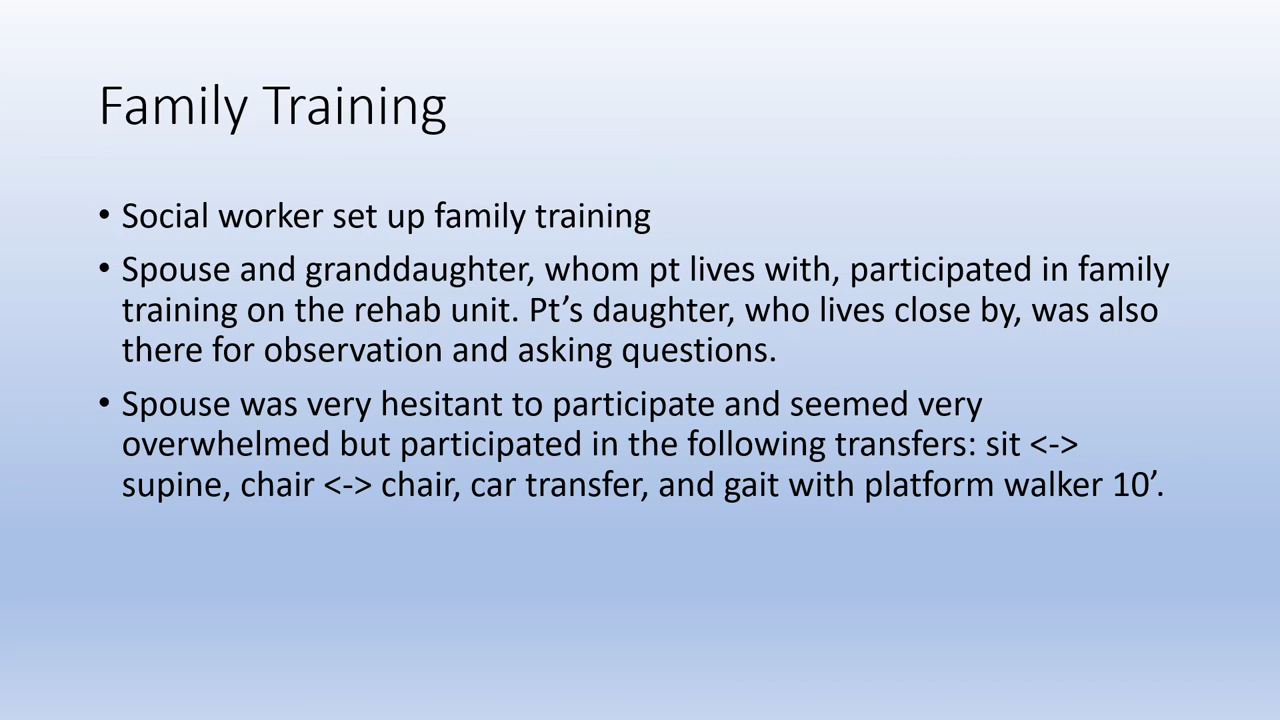 Family Training
• Social worker set up family training
• Spouse and granddaughter, whom pt lives with, participated in family
training on the rehab unit. Pt’s daughter, who lives close by, was also
there for observation and asking questions.
• Spouse was very hesitant to participate and seemed very
overwhelmed but participated in the following transfers: sit <->
supine, chair <-> chair, car transfer, and gait with platform walker 10’.